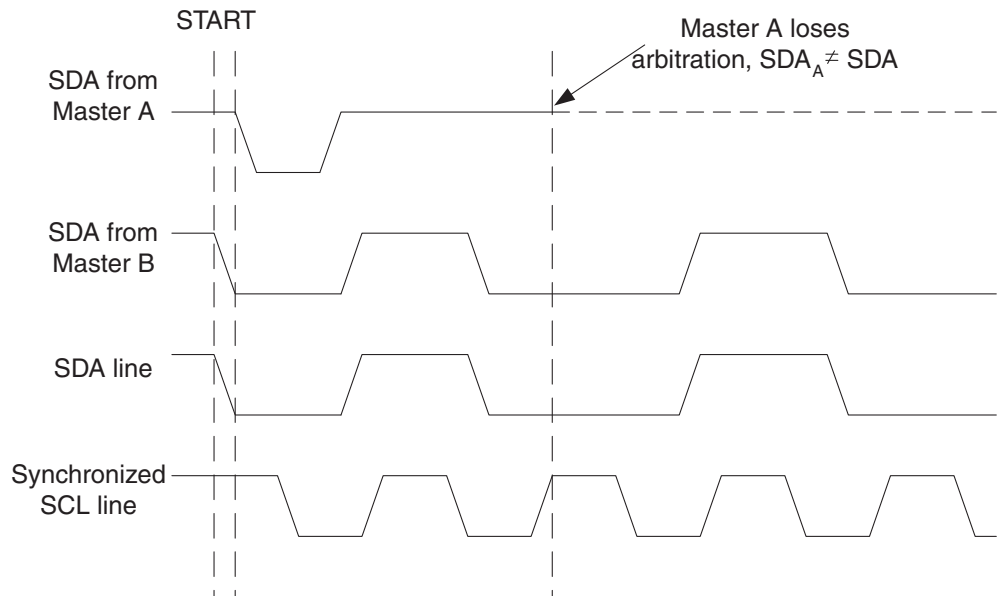 START
Master A loses
arbitration, SDA_A ≠ SDA
SDA from
Master A
SDA from
Master B
SDA line
Synchronized
SCL line